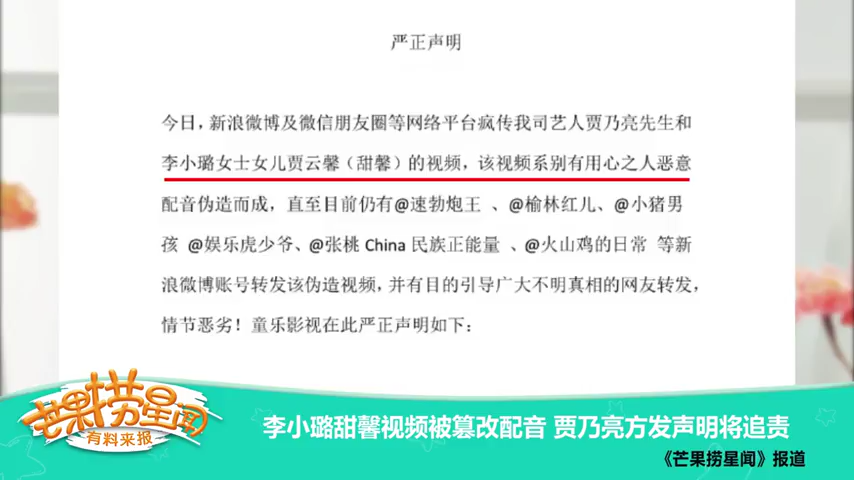 严正声明
今日，新浪微博及微信朋友圈等网络平台疯传我司艺人贾乃亮先生和
李小璐女士女儿贾云馨（甜馨）的视频，该视频系别有用心之人恶意
配音伪造而成，直至目前仍有@速勃炮王 、@榆林红儿、@小猪男
孩 @娱乐虎少爷、@张桃 China 民族正能量 、@火山鸡的日常 等新
浪微博账号转发该伪造视频，并有目的引导广大不明真相的网友转发，
情节恶劣！童乐影视在此严正声明如下：
芒果捞星闻
有料来报
李小璐甜馨视频被篡改配音 贾乃亮方发声明将追责
《芒果捞星闻》报道